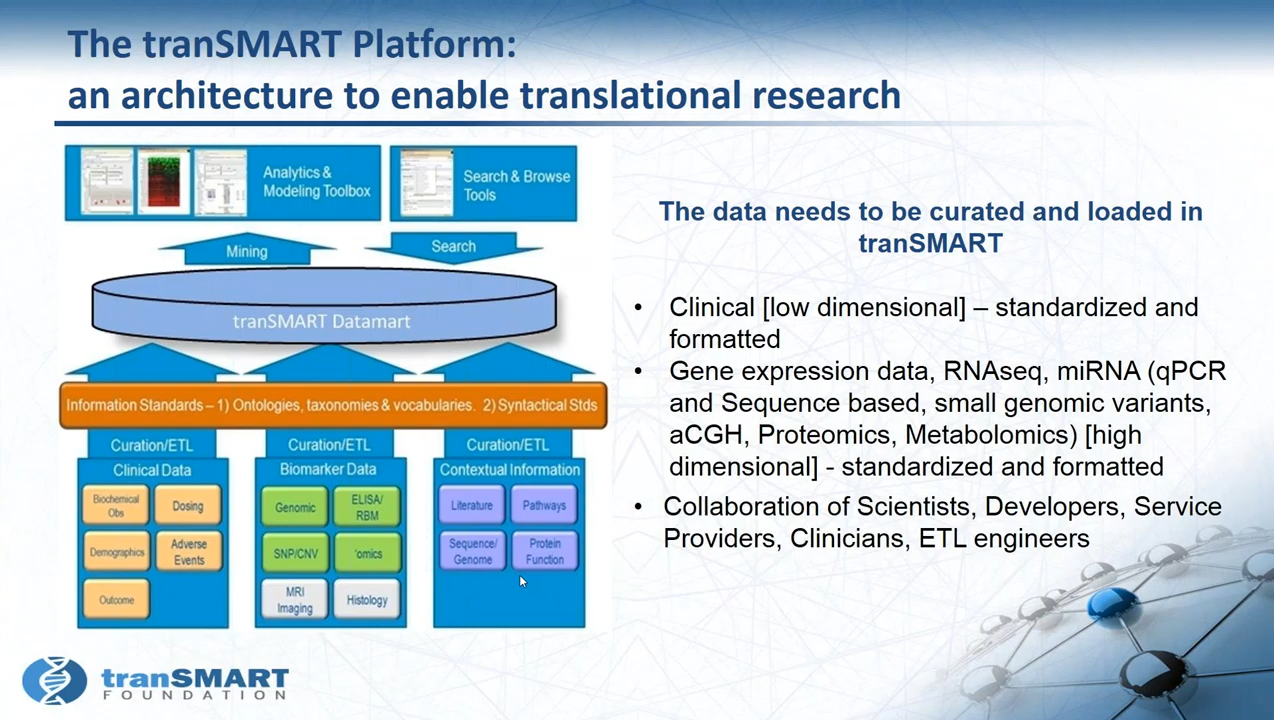 The tranSMART Platform:
an architecture to enable translational research
Analytics &
Modeling Toolbox
Search & Browse
Tools
Mining
Search
tranSMART Datamart
Information Standards – 1) Ontologies, taxonomies & vocabularies. 2) Syntactical Stds
Curation/ETL
Clinical Data
Biochemical
Obs
Dosing
Demographics
Adverse
Events
Outcome
Curation/ETL
Biomarker Data
Genomic
ELISA/
RBM
SNP/CNV
'omics
MRI
Imaging
Histology
Curation/ETL
Contextual Information
Literature
Pathways
Sequence/
Genome
Protein
Function
The data needs to be curated and loaded in
tranSMART
• Clinical [low dimensional] – standardized and
formatted
• Gene expression data, RNAseq, miRNA (qPCR
and Sequence based, small genomic variants,
aCGH, Proteomics, Metabolomics) [high
dimensional] - standardized and formatted
• Collaboration of Scientists, Developers, Service
Providers, Clinicians, ETL engineers
tranSMART
FOUNDATION